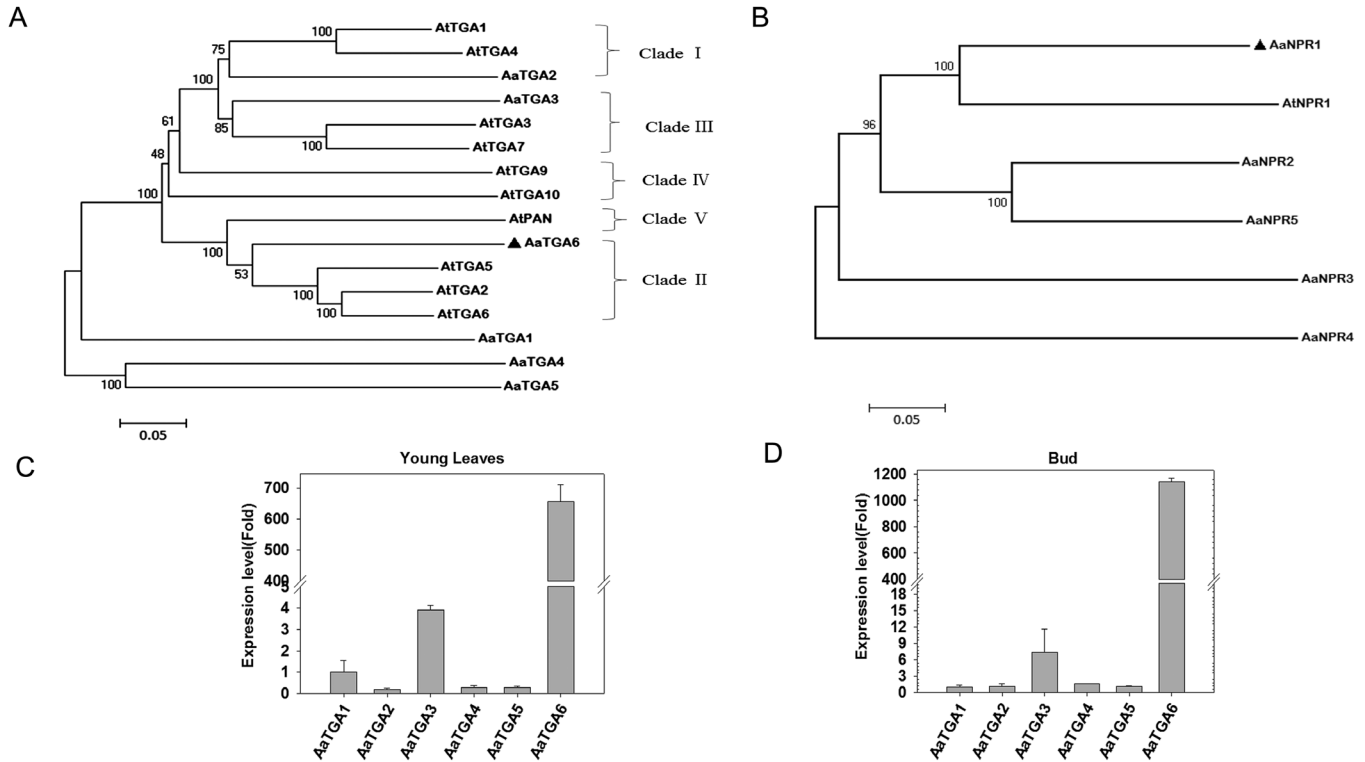 A
AtTGA1
AtTGA4
AaTGA2
AaTGA3
AtTGA3
AtTGA7
AtTGA9
AtTGA10
AtPAN
▲ AaTGA6
AtTGA5
AtTGA2
AtTGA6
AaTGA1
AaTGA4
AaTGA5
100
75
100
85
100
61
48
100
100
53
100
100
100
Clade I
Clade III
Clade IV
Clade V
Clade II
0.05
B
▲ AaNPR1
AtNPR1
AaNPR2
AaNPR5
AaNPR3
AaNPR4
100
96
100
0.05
C
Young Leaves
Expression level(Fold)
700
600
500
400
5
4
3
2
1
0
AaTGA1
AaTGA2
AaTGA3
AaTGA4
AaTGA5
AaTGA6
D
Bud
Expression level(Fold)
1200
1000
800
600
400
18
15
12
9
6
3
0
AaTGA1
AaTGA2
AaTGA3
AaTGA4
AaTGA5
AaTGA6